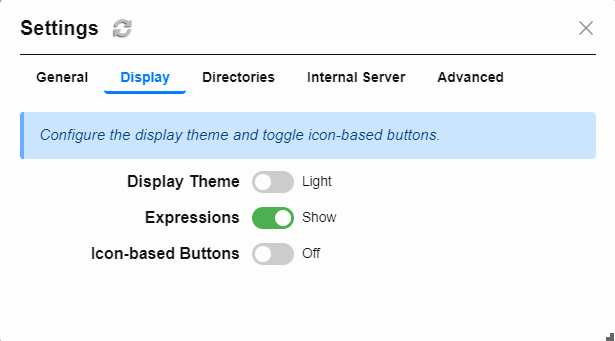 Settings
General Display Directories Internal Server Advanced
Configure the display theme and toggle icon-based buttons.
Display Theme Light
Expressions Show
Icon-based Buttons Off